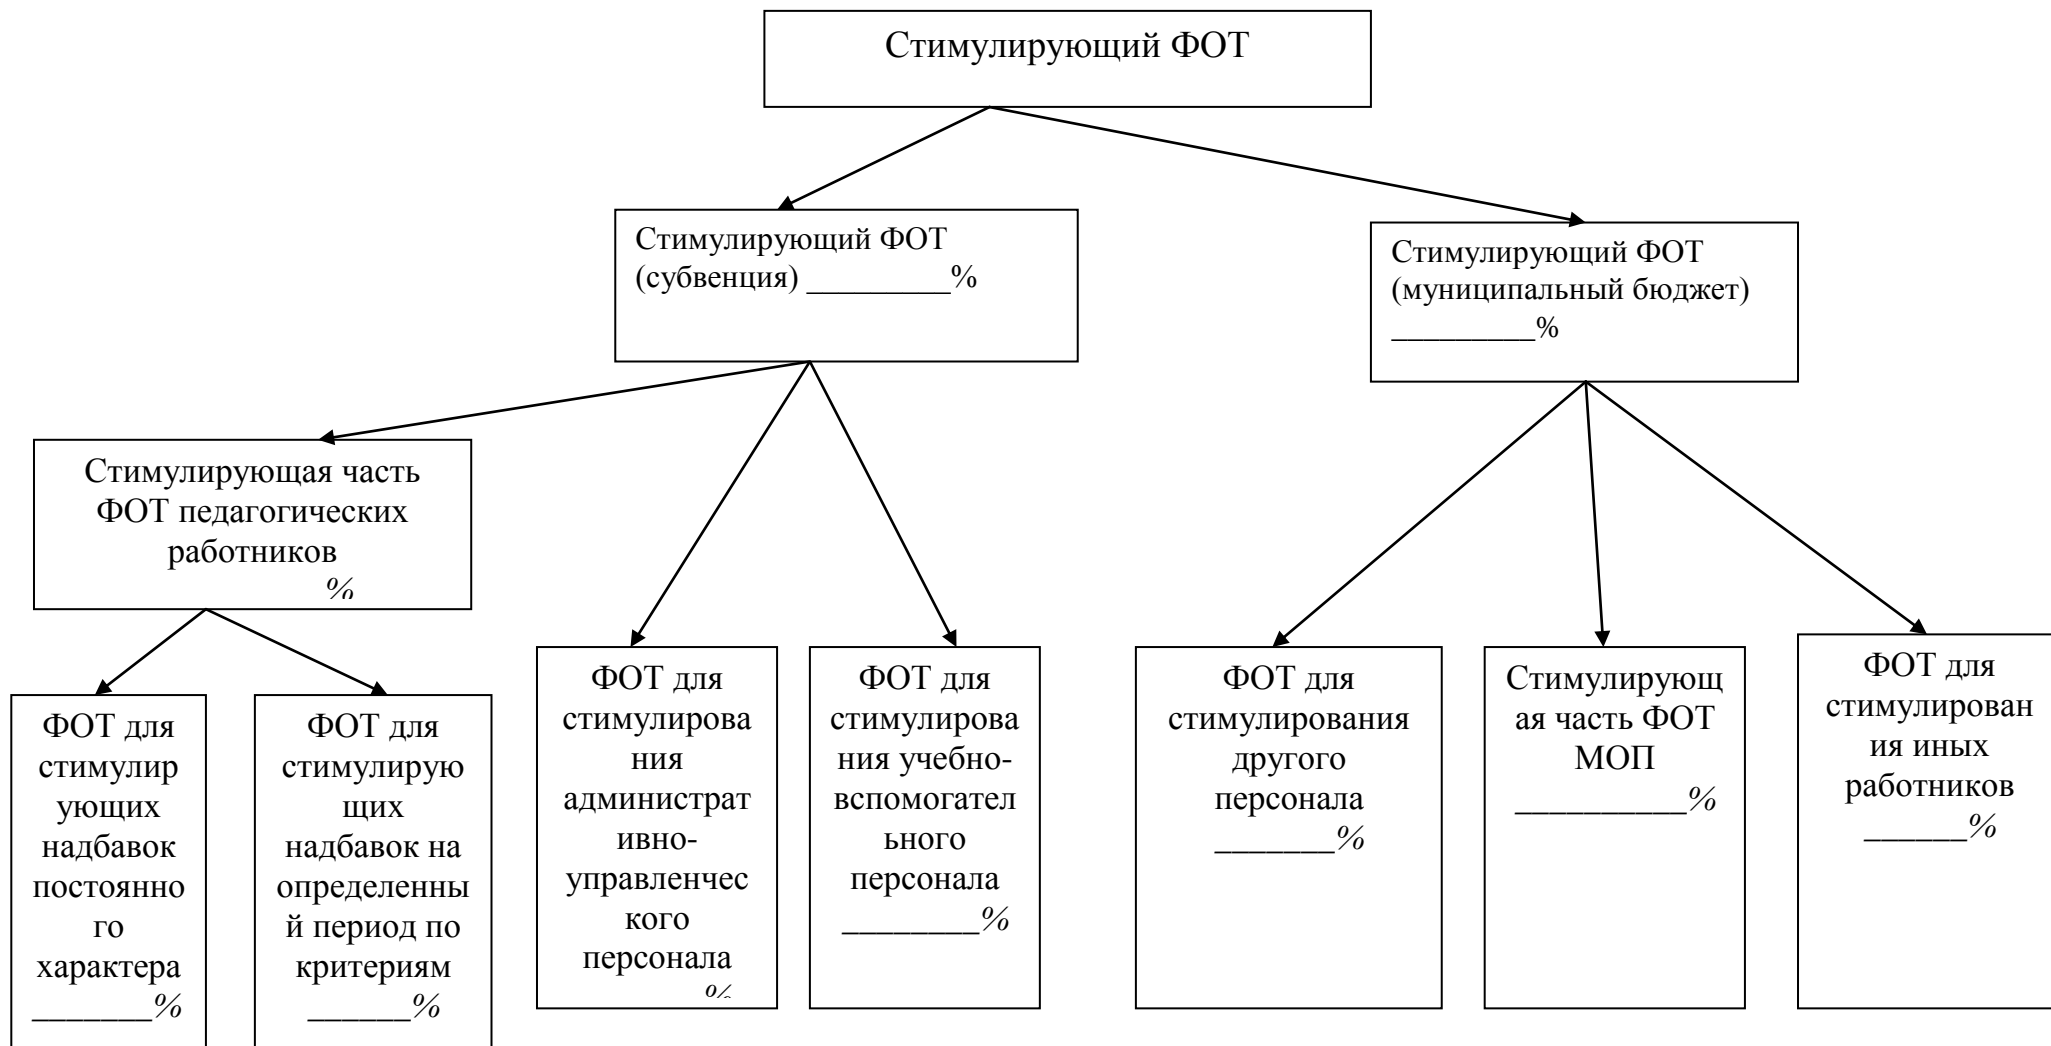 Стимулирующий ФОТ
Стимулирующий ФОТ
(субвенция) _________%
Стимулирующий ФОТ
(муниципальный бюджет)
_________%
Стимулирующая часть
ФОТ педагогических
работников
%
ФОТ для
стимулир
ующих
надбавок
постоянно
го
характера
_______%
ФОТ для
стимулирую
щих
надбавок на
определенны
й период по
критериям
______%
ФОТ для
стимулирова
ния
администрат
ивно-
управленчес
кого
персонала
%
ФОТ для
стимулирова
ния учебно-
вспомогател
ьного
персонала
________%
ФОТ для
стимулирования
другого
персонала
_______%
Стимулирующ
ая часть ФОТ
МОП
__________%
ФОТ для
стимулирован
ия иных
работников
______%